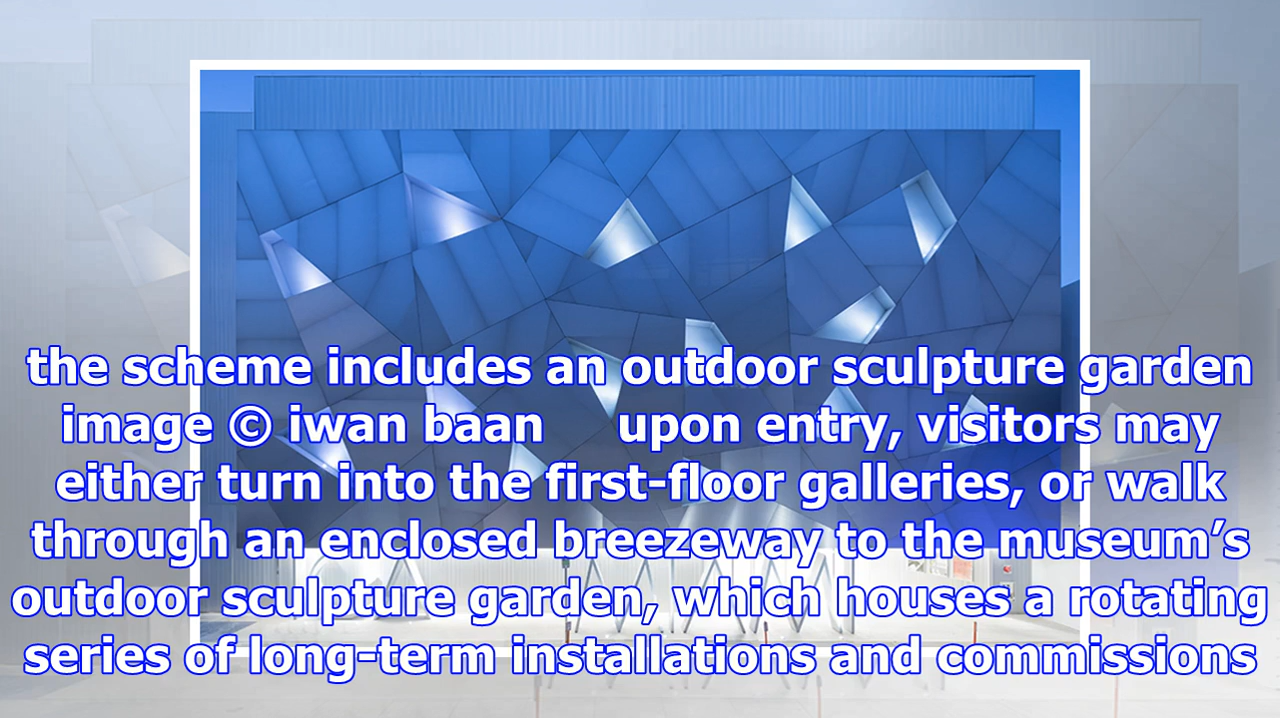 the scheme includes an outdoor sculpture garden
image © iwan baan     upon entry, visitors may
either turn into the first-floor galleries, or walk
through an enclosed breezeway to the museum’s
outdoor sculpture garden, which houses a rotating
series of long-term installations and commissions